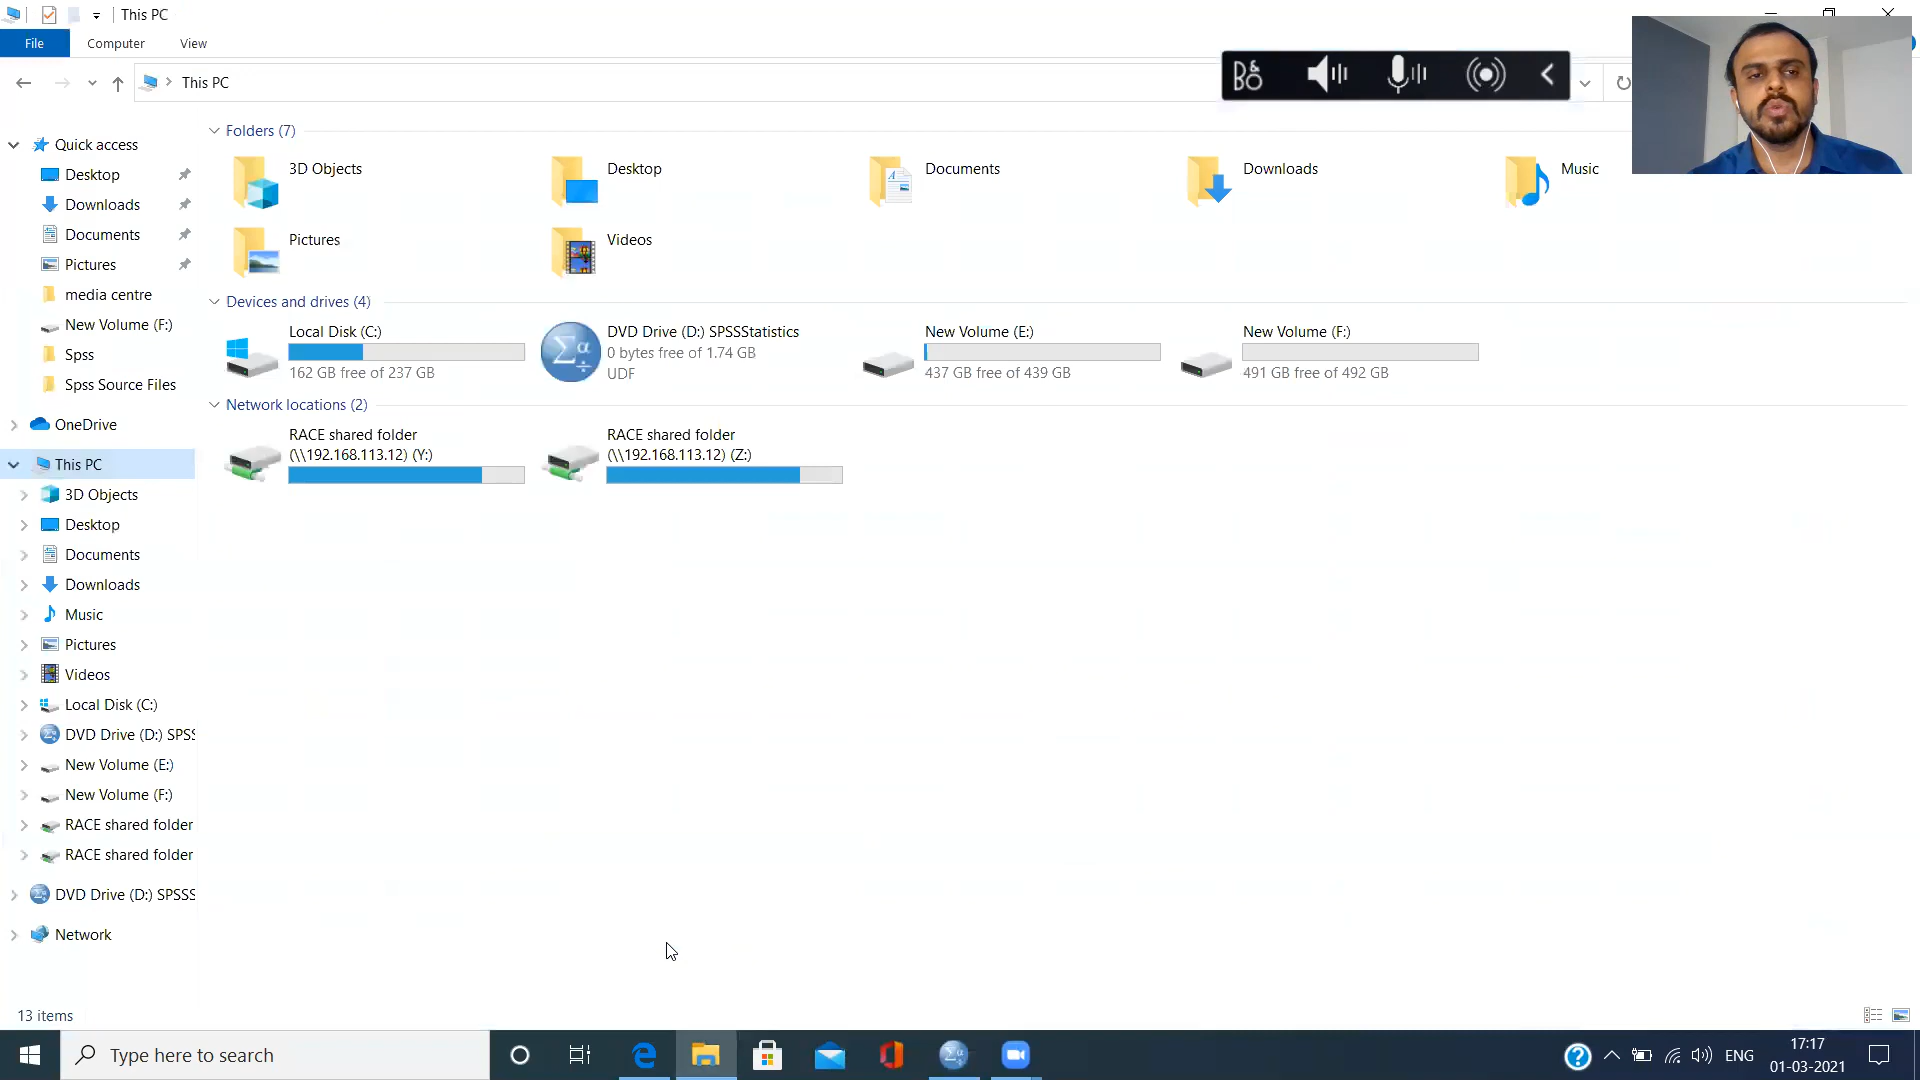 This PC
File
Computer
View
This PC
B&O
Quick access
Desktop
Downloads
Documents
Pictures
media centre
New Volume (F:)
Spss
Spss Source Files
OneDrive
This PC
3D Objects
Desktop
Documents
Downloads
Music
Pictures
Videos
Local Disk (C:)
DVD Drive (D:) SPSS
New Volume (E:)
New Volume (F:)
RACE shared folder
RACE shared folder
DVD Drive (D:) SPSSS
Network
Folders (7)
3D Objects
Desktop
Documents
Downloads
Music
Pictures
Videos
Devices and drives (4)
Local Disk (C:)
162 GB free of 237 GB
DVD Drive (D:) SPSSStatistics
0 bytes free of 1.74 GB
UDF
New Volume (E:)
437 GB free of 439 GB
New Volume (F:)
491 GB free of 492 GB
Network locations (2)
RACE shared folder
(\\192.168.113.12) (Y:)
RACE shared folder
(\\192.168.113.12) (Z:)
13 items
Type here to search
ENG
17:17
01-03-2021